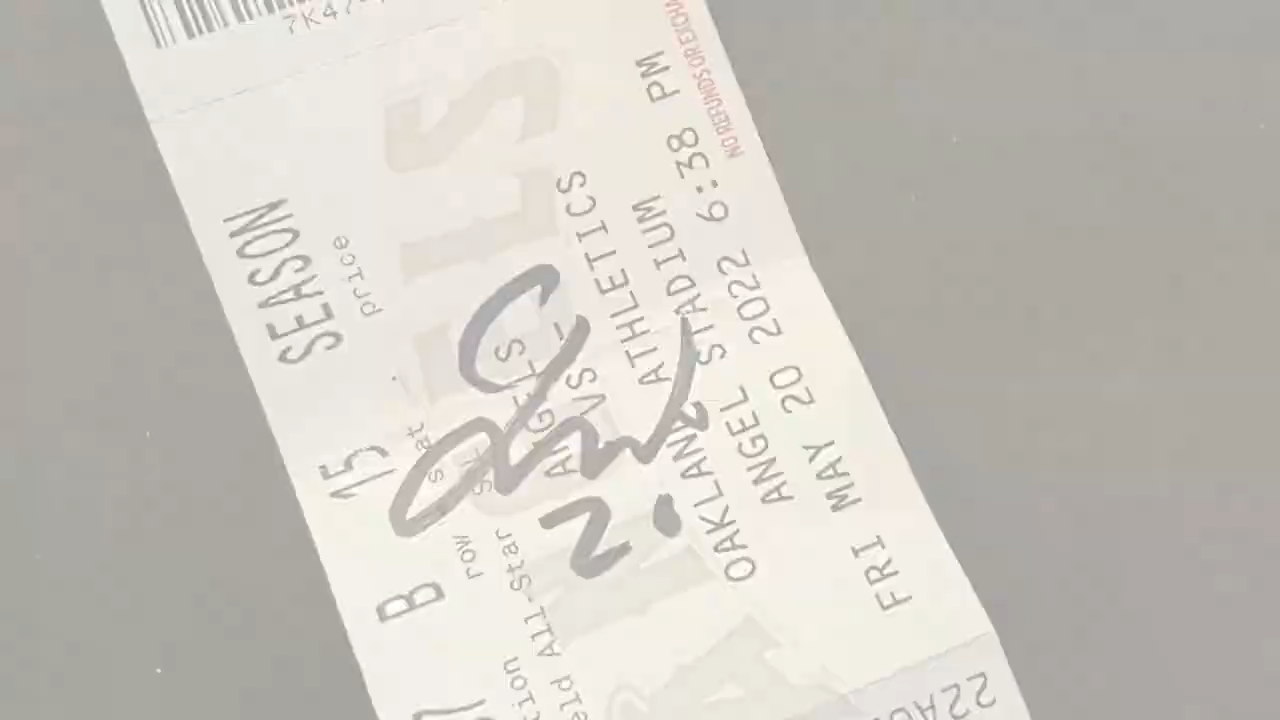 7K47
SEASON
price
B 15
row seat
All-Star
ANGELS
VS -
OAKLAND ATHLETICS
ANGEL STADIUM
FRI MAY 20 2022 6:38 PM
NO REFUNDS OR EXCHA